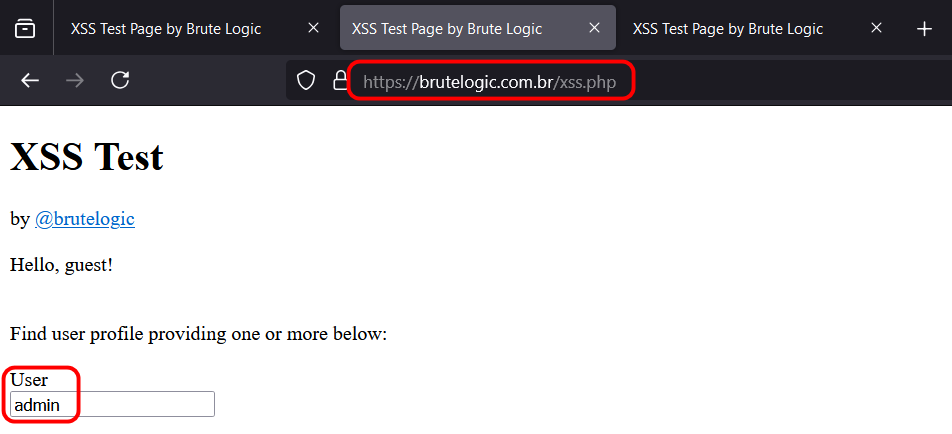 XSS Test Page by Brute Logic
XSS Test Page by Brute Logic
XSS Test Page by Brute Logic
https://brutelogic.com.br/xss.php
XSS Test
by @brutelogic
Hello, guest!
Find user profile providing one or more below:
User
admin